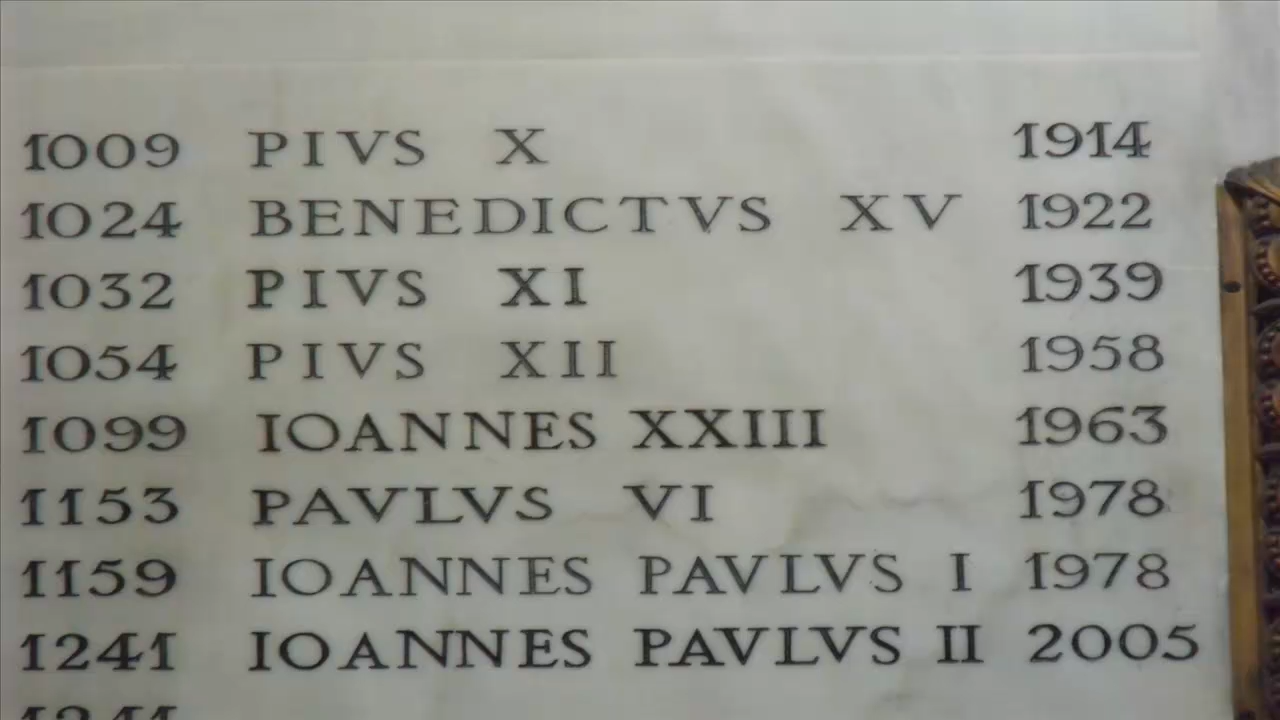 1009 PIVS X 1914
1024 BENEDICTVS XV 1922
1032 PIVS XI 1939
1054 PIVS XII 1958
1099 IOANNES XXIII 1963
1153 PAVLVS VI 1978
1159 IOANNES PAVLVS I 1978
1241 IOANNES PAVLVS II 2005